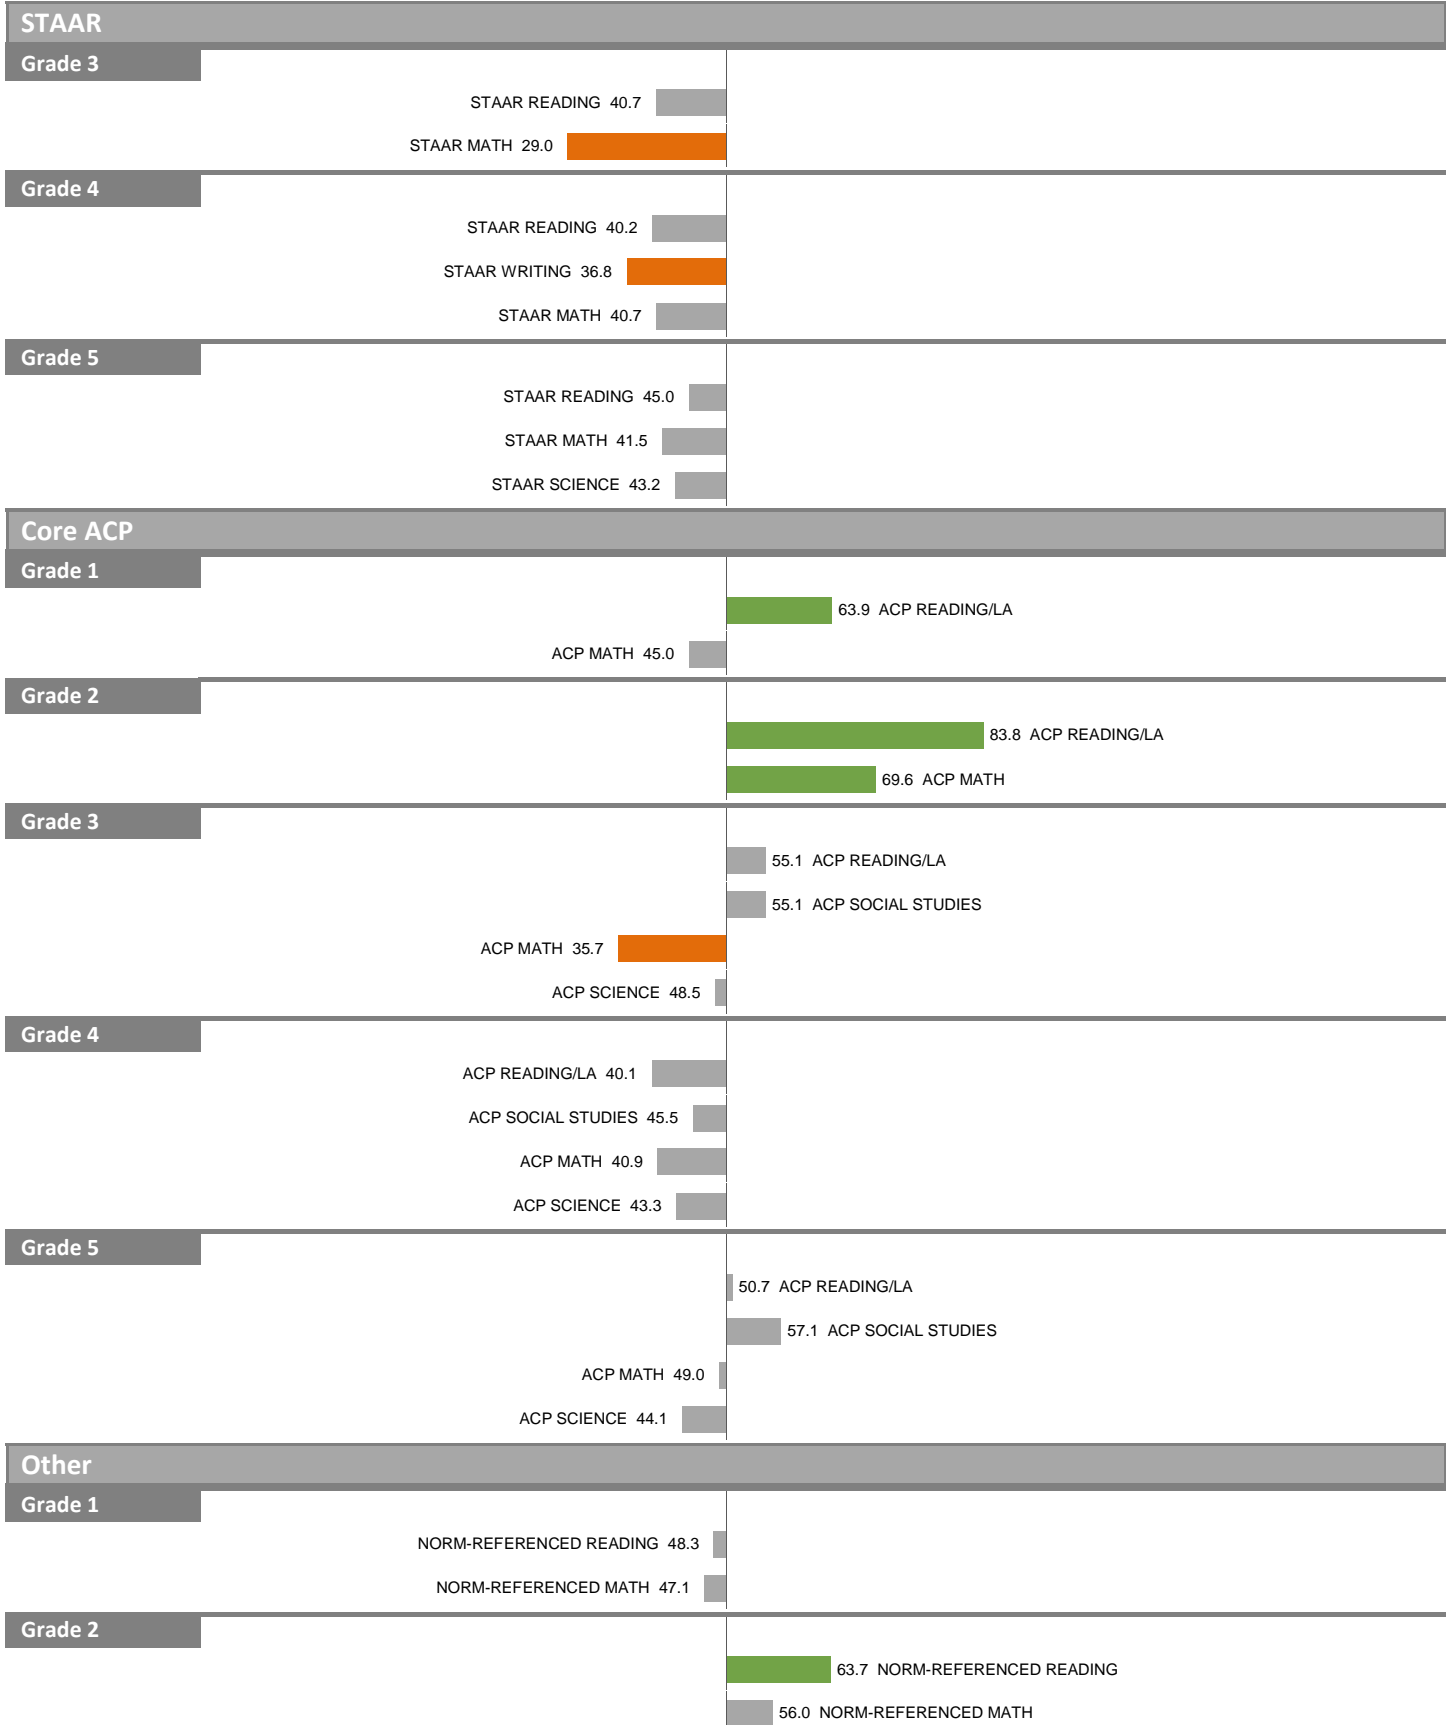 STAAR
Grade 3
STAAR READING 40.7
STAAR MATH 29.0
Grade 4
STAAR READING 40.2
STAAR WRITING 36.8
STAAR MATH 40.7
Grade 5
STAAR READING 45.0
STAAR MATH 41.5
STAAR SCIENCE 43.2
Core ACP
Grade 1
63.9 ACP READING/LA
ACP MATH 45.0
Grade 2
83.8 ACP READING/LA
69.6 ACP MATH
Grade 3
55.1 ACP READING/LA
55.1 ACP SOCIAL STUDIES
ACP MATH 35.7
ACP SCIENCE 48.5
Grade 4
ACP READING/LA 40.1
ACP SOCIAL STUDIES 45.5
ACP MATH 40.9
ACP SCIENCE 43.3
Grade 5
50.7 ACP READING/LA
57.1 ACP SOCIAL STUDIES
ACP MATH 49.0
ACP SCIENCE 44.1
Other
Grade 1
NORM-REFERENCED READING 48.3
NORM-REFERENCED MATH 47.1
Grade 2
63.7 NORM-REFERENCED READING
56.0 NORM-REFERENCED MATH